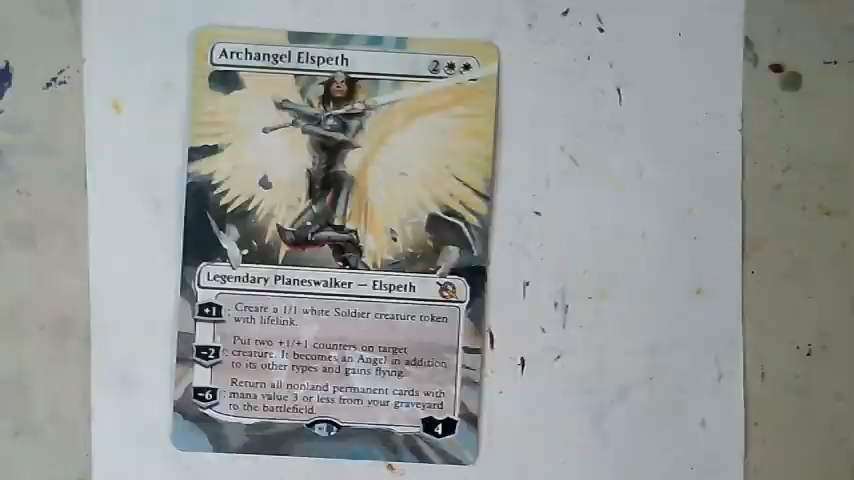 Archangel Elspeth
2
Legendary Planeswalker — Elspeth
+1: Create a 1/1 white Soldier creature token
with lifelink.
Put two +1/+1 counters on target
-2: creature. It becomes an Angel in addition
to its other types and gains flying.
Return all nonland permanent cards with
-6: mana value 3 or less from your graveyard
to the battlefield.
4